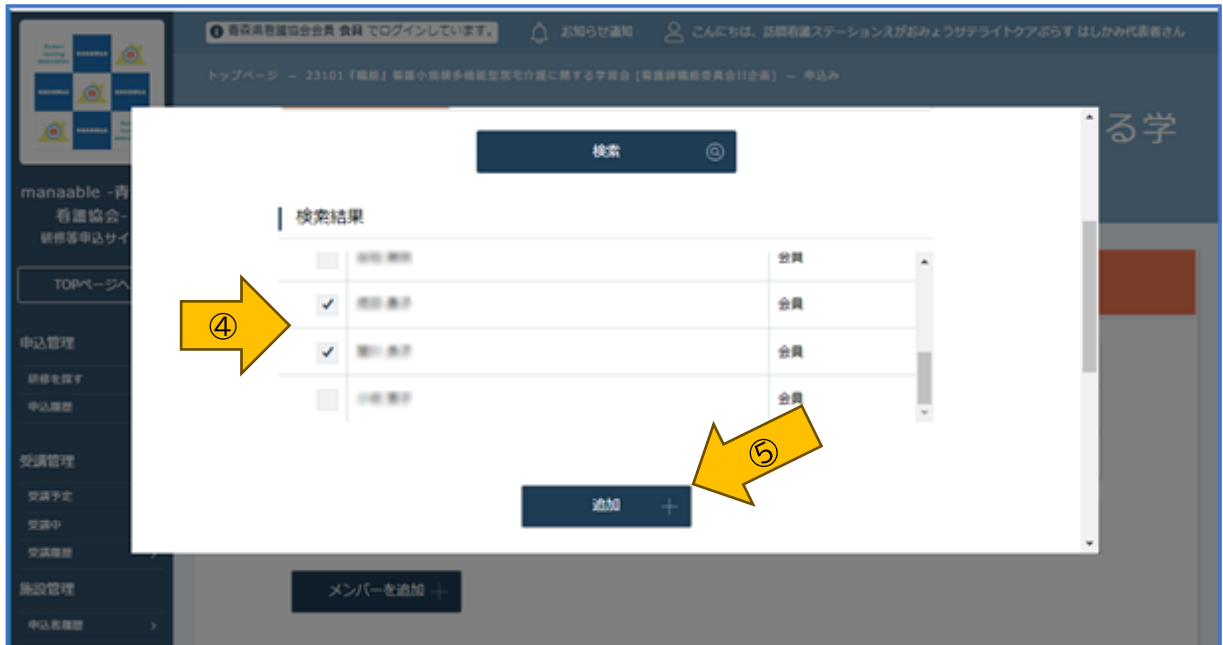 青森県看護協会会員 会員 でログインしています。
お知らせ通知
こんにちは、訪問看護ステーションえがおみょうサテライトケアぷらす はしかみ代表者さん
トップページ － 23101『職能』看護小規模多機能型居宅介護に関する学習会 [看護師職能委員会II企画] － 申込み
る学
manaable -青
看護協会-
研修等申込サイ
TOPページへ
申込管理
研修を探す
申込履歴
受講管理
受講予定
受講中
受講履歴
施設管理
申込者履歴
検索
検索結果
会員
会員
会員
会員
④
⑤
追加
メンバーを追加